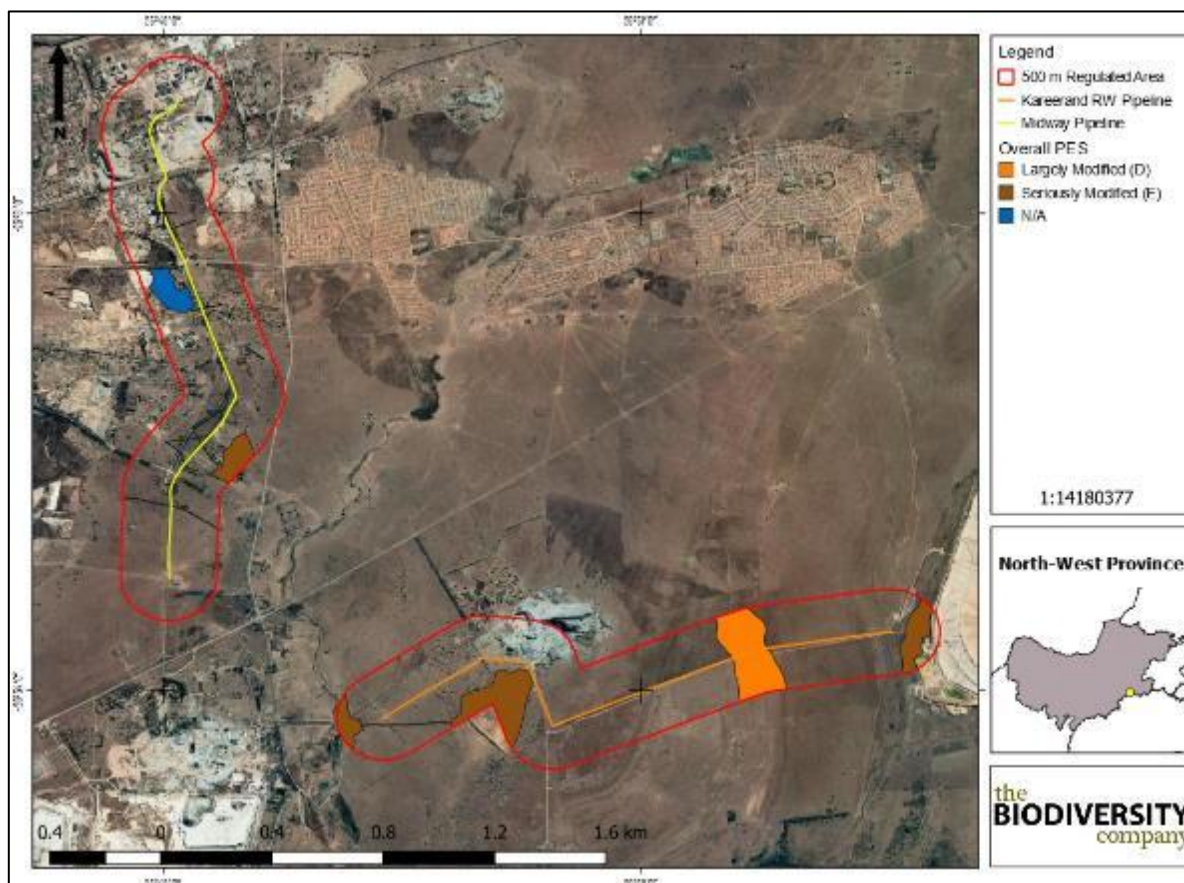 N
Legend
500 m Regulated Area
Kareerand RW Pipeline
Midway Pipeline
Overall PES
Largely Modified (D)
Seriously Modified (E)
N/A
1:14180377
North-West Province
the
BIODIVERSITY
company
0.4 0 0.4 0.8 1.2 1.6 km